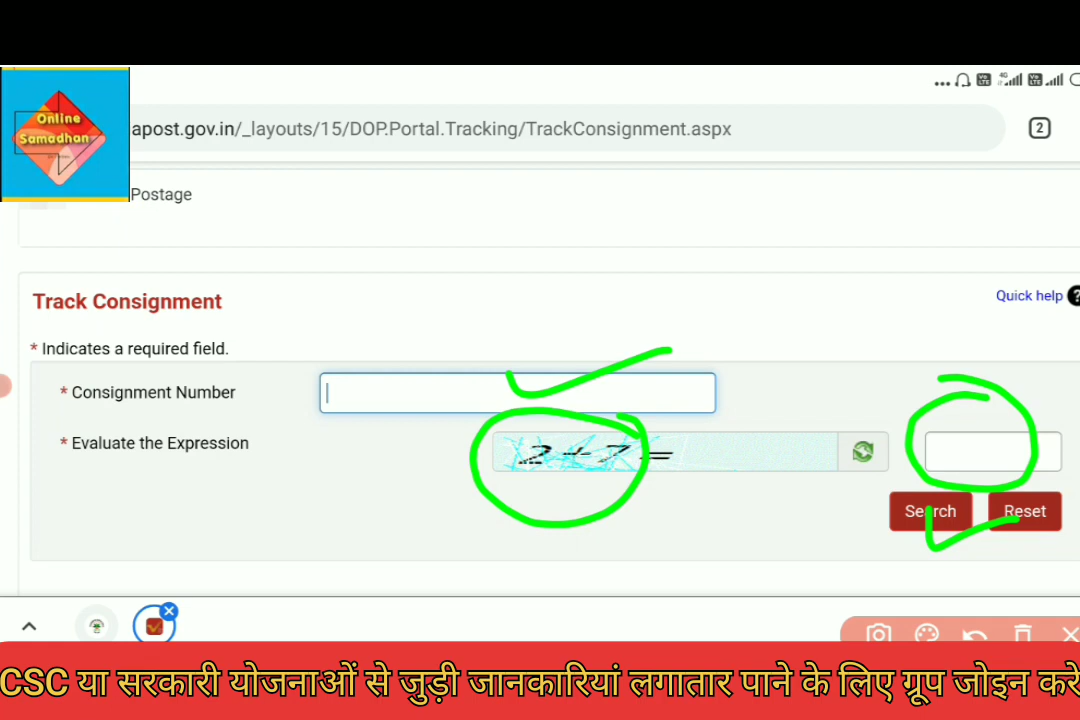 Online
Samadhan
apost.gov.in/_layouts/15/DOP.Portal.Tracking/TrackConsignment.aspx
2
Postage
Track Consignment
Quick help ?
* Indicates a required field.
* Consignment Number
* Evaluate the Expression
2+7=
Search
Reset
CSC या सरकारी योजनाओं से जुड़ी जानकारियां लगातार पाने के लिए ग्रूप जोइन करे